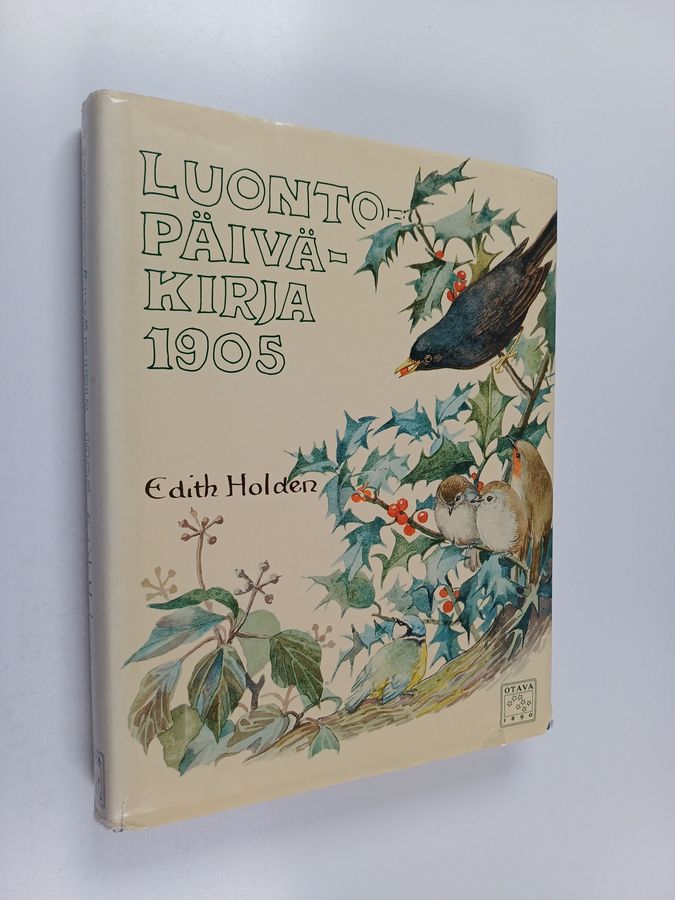 LUONTO-
PÄIVÄ-
KIRJA
1905
Edith Holden
OTAVA
1890